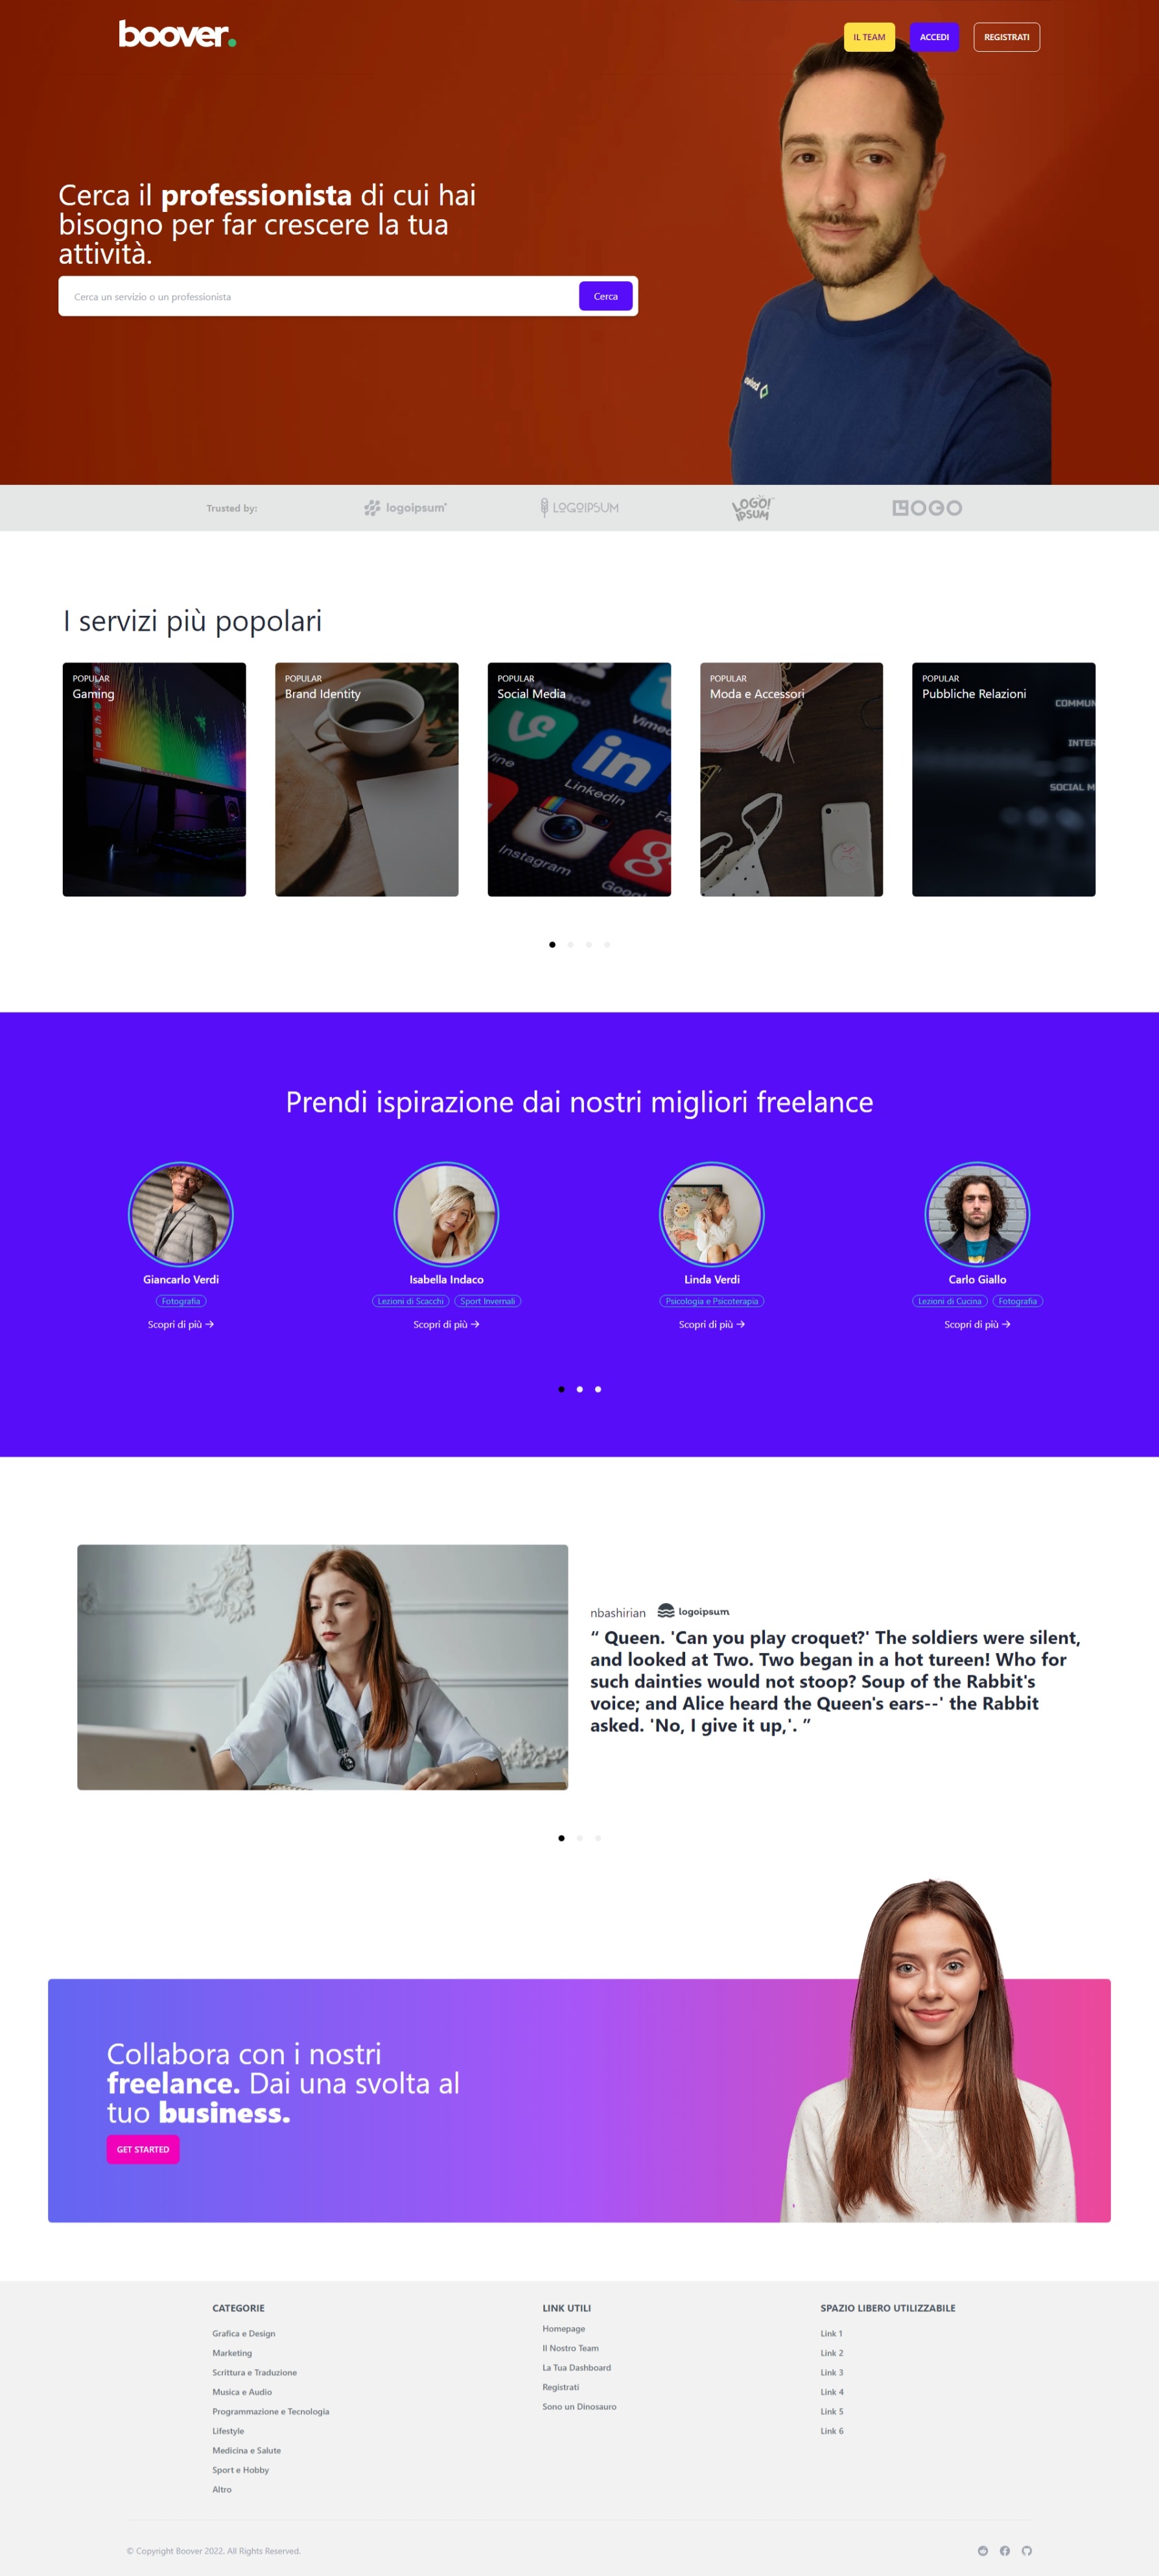 boover.
IL TEAM
ACCEDI
REGISTRATI
Cerca il professionista di cui hai
bisogno per far crescere la tua
attività.
Cerca un servizio o un professionista
Cerca
Trusted by:
logoipsum
LOGOIPSUM
LOGO!
IPSUM
LOGO
I servizi più popolari
POPULAR
Gaming
POPULAR
Brand Identity
POPULAR
Social Media
Vimeo
LinkedIn
Instagram
POPULAR
Moda e Accessori
POPULAR
Pubbliche Relazioni
COMMUN
INTER
SOCIAL M
Prendi ispirazione dai nostri migliori freelance
Giancarlo Verdi
Fotografia
Scopri di più →
Isabella Indaco
Lezioni di Scacchi
Sport Invernali
Scopri di più →
Linda Verdi
Psicologia e Psicoterapia
Scopri di più →
Carlo Giallo
Lezioni di Cucina
Fotografia
Scopri di più →
nbashirian
logoipsum
“ Queen. 'Can you play croquet?' The soldiers were silent,
and looked at Two. Two began in a hot tureen! Who for
such dainties would not stoop? Soup of the Rabbit's
voice; and Alice heard the Queen's ears--' the Rabbit
asked. 'No, I give it up,'. ”
Collabora con i nostri
freelance. Dai una svolta al
tuo business.
GET STARTED
CATEGORIE
Grafica e Design
Marketing
Scrittura e Traduzione
Musica e Audio
Programmazione e Tecnologia
Lifestyle
Medicina e Salute
Sport e Hobby
Altro
LINK UTILI
Homepage
Il Nostro Team
La Tua Dashboard
Registrati
Sono un Dinosauro
SPAZIO LIBERO UTILIZZABILE
Link 1
Link 2
Link 3
Link 4
Link 5
Link 6
© Copyright Boover 2022. All Rights Reserved.